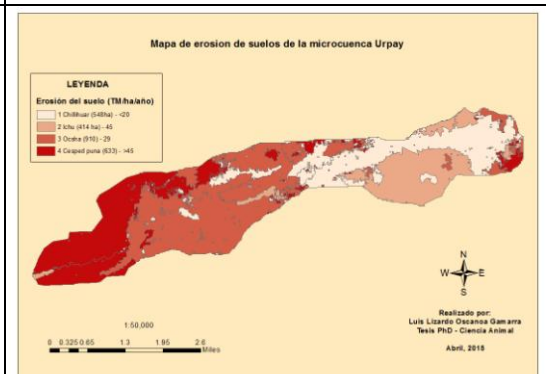 Mapa de erosion de suelos de la microcuenca Urpay
LEYENDA
Erosión del suelo (TM/ha/año)
1 Chillihuar (548ha) - <29
2 Ichu (414 ha) - 45
3 Ocsha (916) - 29
4 Cesped puna (633) - >45
N
W E
S
Realizado por:
Luis Lizardo Oscanoa Gamarra
Tesis PhD - Ciencia Animal
Abril, 2015
1:50,000
0 0.325 0.65 1.3 1.95 2.6
Miles